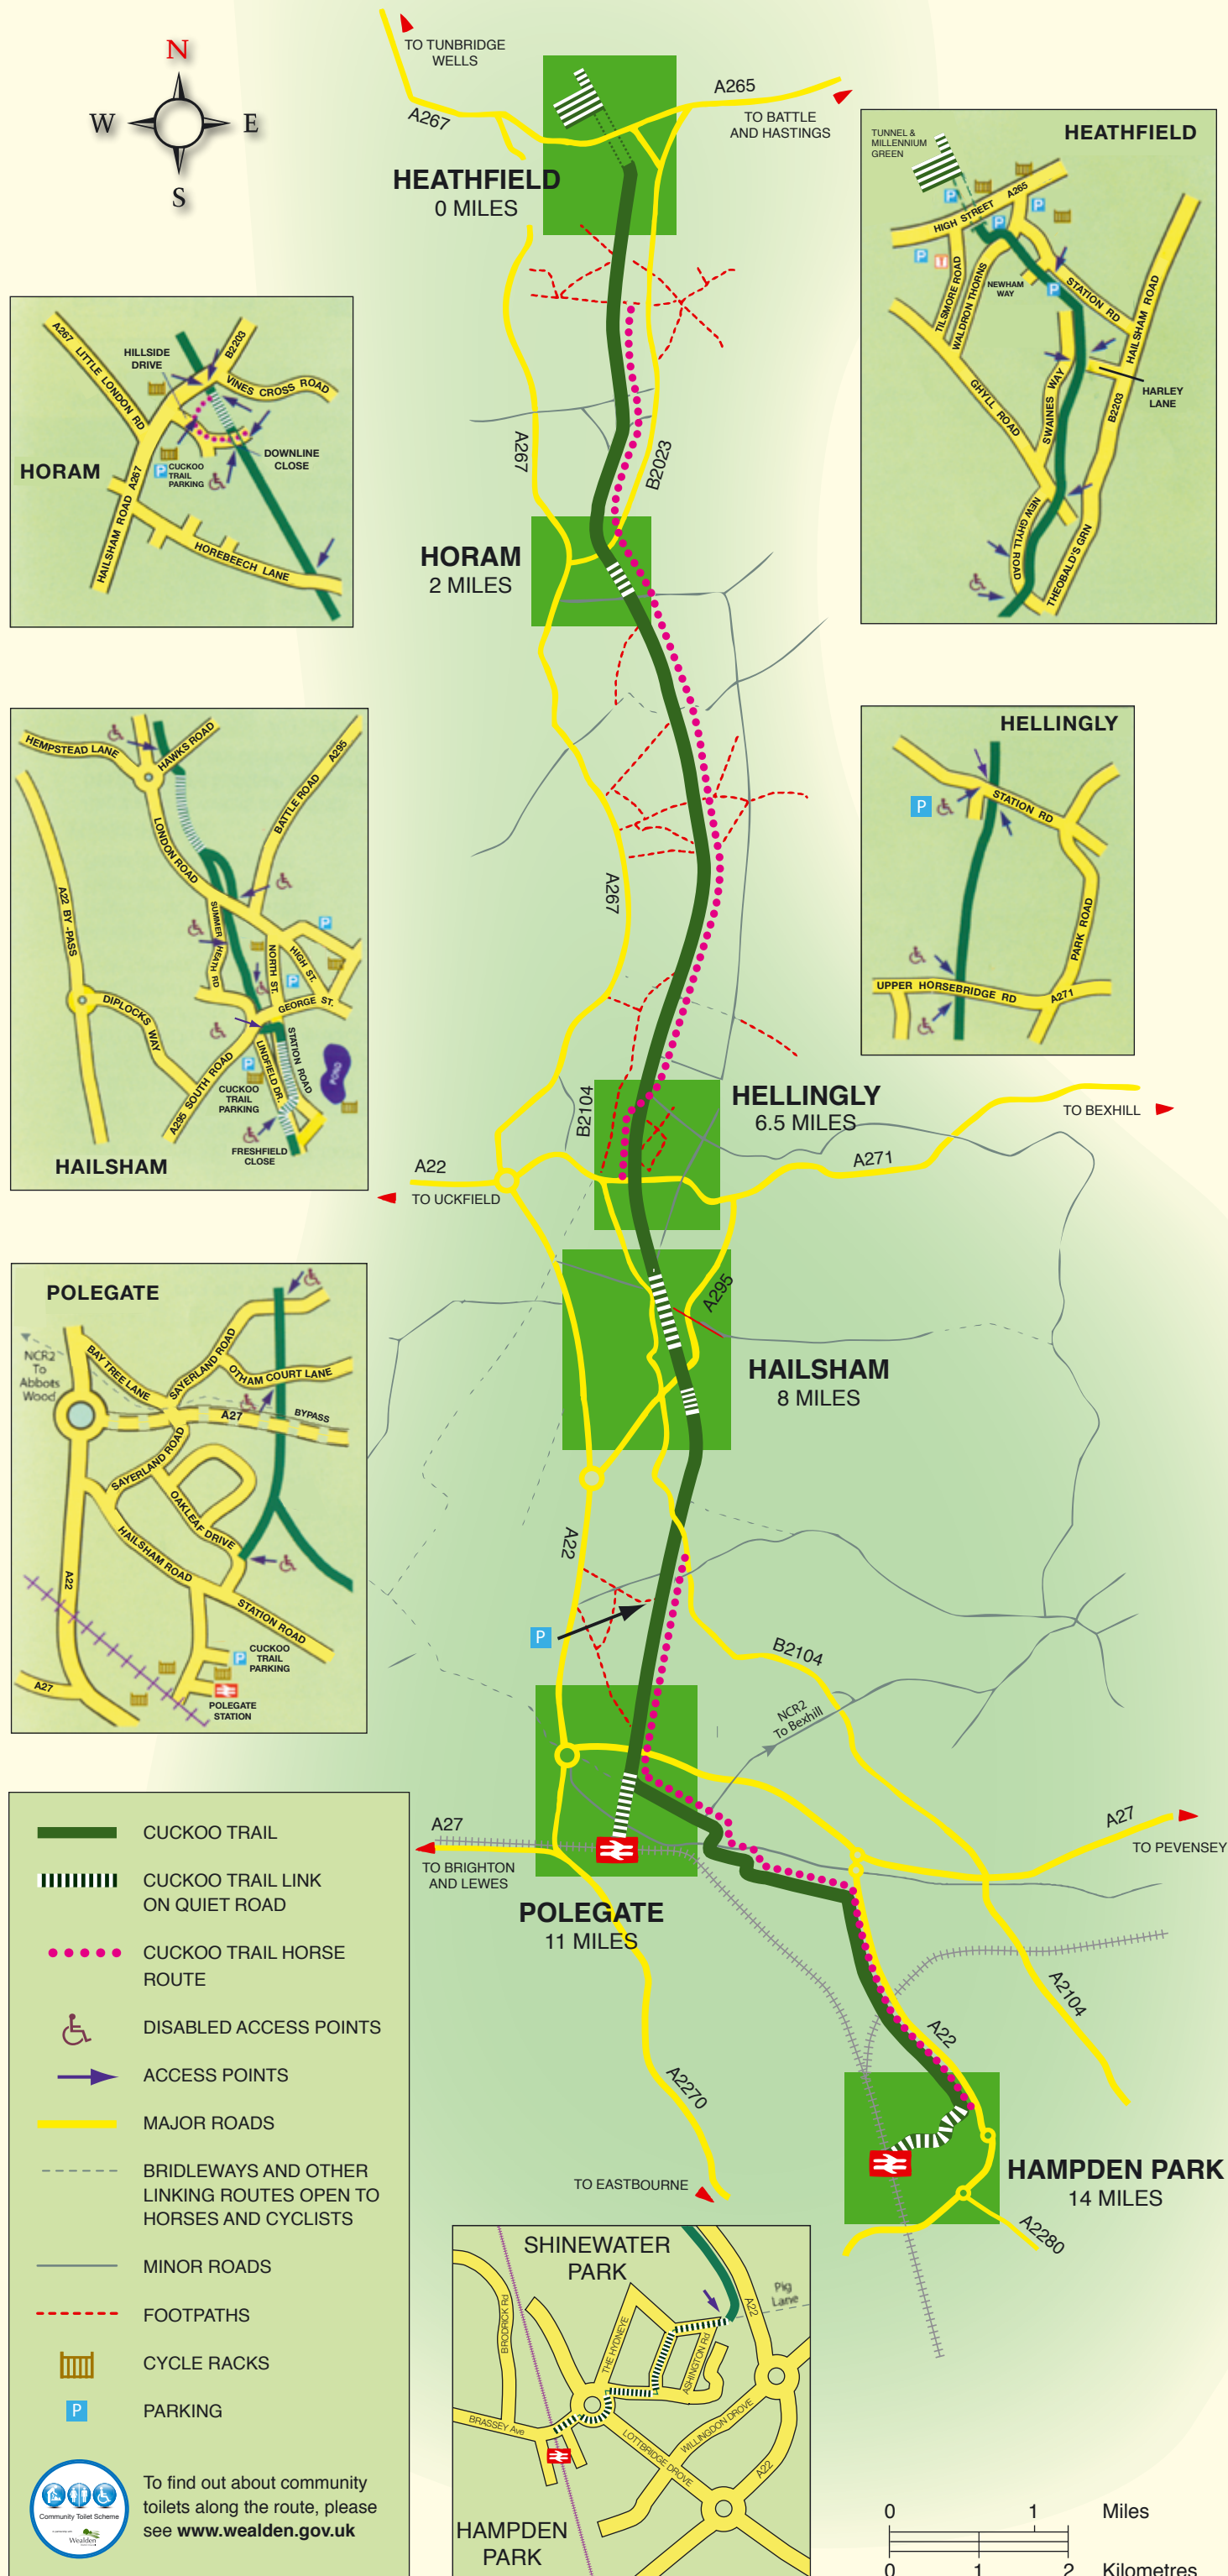 N
W
E
S
TO TUNBRIDGE
WELLS
A267
A265
TO BATTLE
AND HASTINGS
HEATHFIELD
0 MILES
HEATHFIELD
TUNNEL &
MILLENNIUM
GREEN
HIGH STREET
A265
TILSMORE ROAD
WALDRON THORNS
NEWHAM
WAY
P
P
P
P
P
STATION RD
HAILSHAM ROAD
GHYLL ROAD
SWAINES WAY
HARLEY
LANE
B2203
NEW GHYLL ROAD
THEOBALD'S GRN
A267
LITTLE LONDON RD
HILLSIDE
DRIVE
B2203
VINES CROSS ROAD
HORAM
P
CUCKOO
TRAIL
PARKING
DOWNLINE
CLOSE
HAILSHAM ROAD A267
HOREBEECH LANE
A267
B2023
HORAM
2 MILES
HEMPSTEAD LANE
HAWKS ROAD
BATTLE ROAD
A295
LONDON ROAD
A22 BY -PASS
SUMMER HEATH RD
NORTH ST.
HIGH ST.
P
P
GEORGE ST.
DIPLOCKS WAY
STATION ROAD
LINDFIELD DR.
A295 SOUTH ROAD
P
CUCKOO
TRAIL
PARKING
POND
FRESHFIELD
CLOSE
HAILSHAM
HELLINGLY
STATION RD
P
PARK ROAD
UPPER HORSEBRIDGE RD
A271
A267
B2104
HELLINGLY
6.5 MILES
TO BEXHILL
A271
A22
TO UCKFIELD
A295
HAILSHAM
8 MILES
POLEGATE
NCR2
To
Abbots
Wood
BAY TREE LANE
SAYERLAND ROAD
OTHAM COURT LANE
A27
BYPASS
SAYERLAND ROAD
OAKLEAF DRIVE
HAILSHAM ROAD
STATION ROAD
A22
A27
P
CUCKOO
TRAIL
PARKING
POLEGATE
STATION
A22
P
B2104
NCR2
To Bexhill
A27
TO BRIGHTON
AND LEWES
A27
TO PEVENSEY
POLEGATE
11 MILES
A2104
A22
A2270
TO EASTBOURNE
HAMPDEN PARK
14 MILES
A2280
CUCKOO TRAIL
CUCKOO TRAIL LINK
ON QUIET ROAD
CUCKOO TRAIL HORSE
ROUTE
DISABLED ACCESS POINTS
ACCESS POINTS
MAJOR ROADS
BRIDLEWAYS AND OTHER
LINKING ROUTES OPEN TO
HORSES AND CYCLISTS
MINOR ROADS
FOOTPATHS
CYCLE RACKS
P
PARKING
Community Toilet Scheme
Wealden
To find out about community
toilets along the route, please
see www.wealden.gov.uk
SHINEWATER
PARK
Pig
Lane
BRODRICK Rd
THE HYDNEYE
ASHINGTON Rd
A22
BRASSEY Ave
LOTTBRIDGE DROVE
WILLINGDON DROVE
A22
HAMPDEN
PARK
0
1
Miles
0
1
2
Kilometres